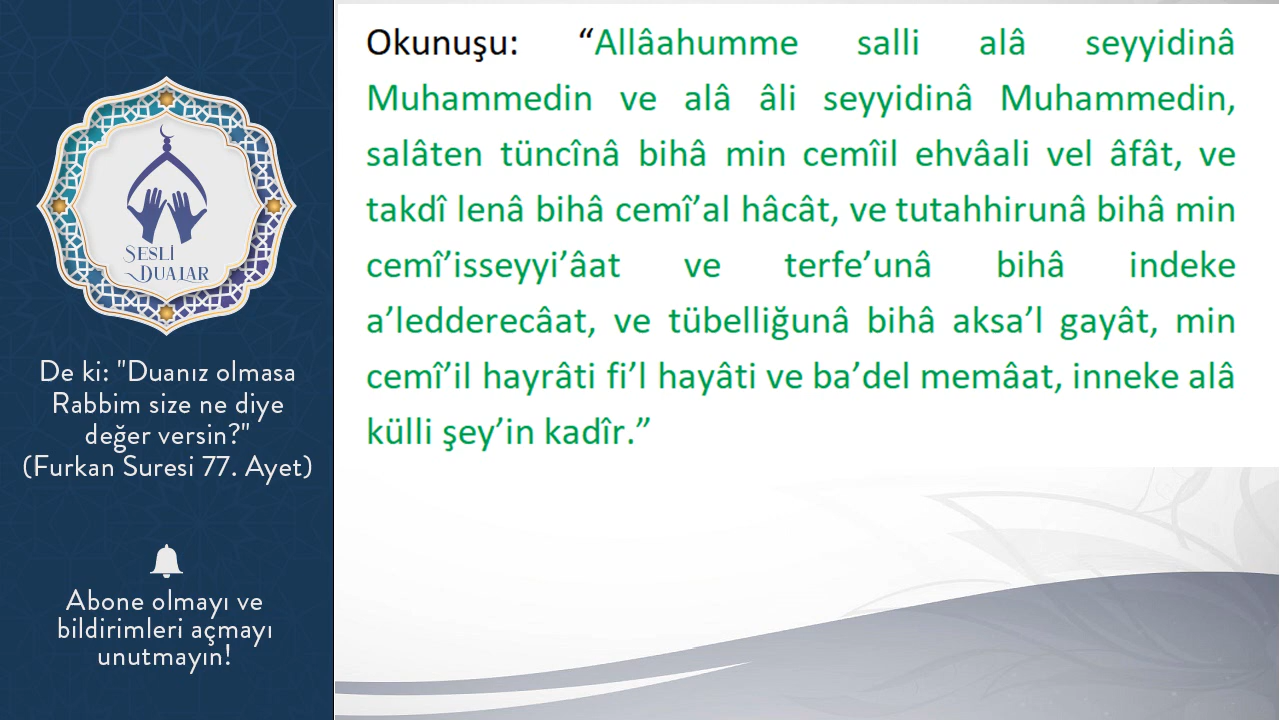 SESLİ
DUALAR
De ki: "Duanız olmasa
Rabbim size ne diye
değer versin?"
(Furkan Suresi 77. Ayet)
Abone olmayı ve
bildirimleri açmayı
unutmayın!
Okunuşu: “Allâahumme salli alâ seyyidinâ
Muhammedin ve alâ âli seyyidinâ Muhammedin,
salâten tüncînâ bihâ min cemîil ehvâali vel âfât, ve
takdî lenâ bihâ cemî’al hâcât, ve tutahhirunâ bihâ min
cemî’isseyyi’âat ve terfe’unâ bihâ indeke
a’ledderecâat, ve tübelliğunâ bihâ aksa’l gayât, min
cemî’il hayrâti fi’l hayâti ve ba’del memâat, inneke alâ
külli şey’in kadîr.”